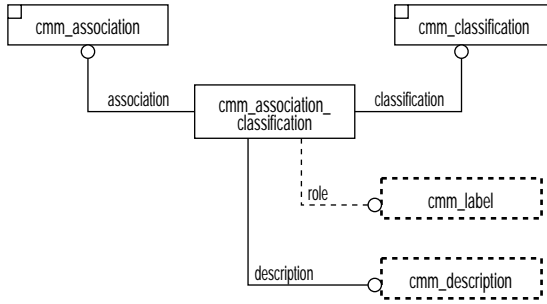 cmm_association
cmm_classification
association
cmm_association_
classification
classification
role
cmm_label
description
cmm_description